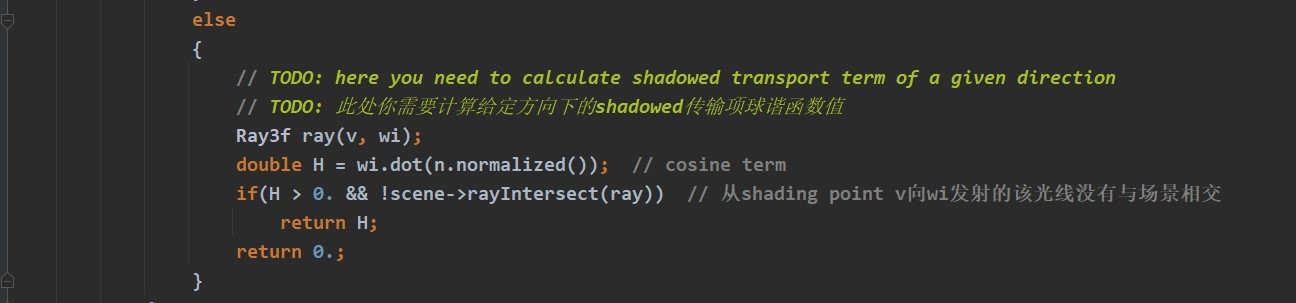 else
{
// TODO: here you need to calculate shadowed transport term of a given direction
// TODO: 此处你需要计算给定方向下的shadowed传输项球谐函数值
Ray3f ray(v, wi);
double H = wi.dot(n.normalized());  // cosine term
if(H > 0. && !scene->rayIntersect(ray))  // 从shading point v向wi发射的该光线没有与场景相交
return H;
return 0.;
}